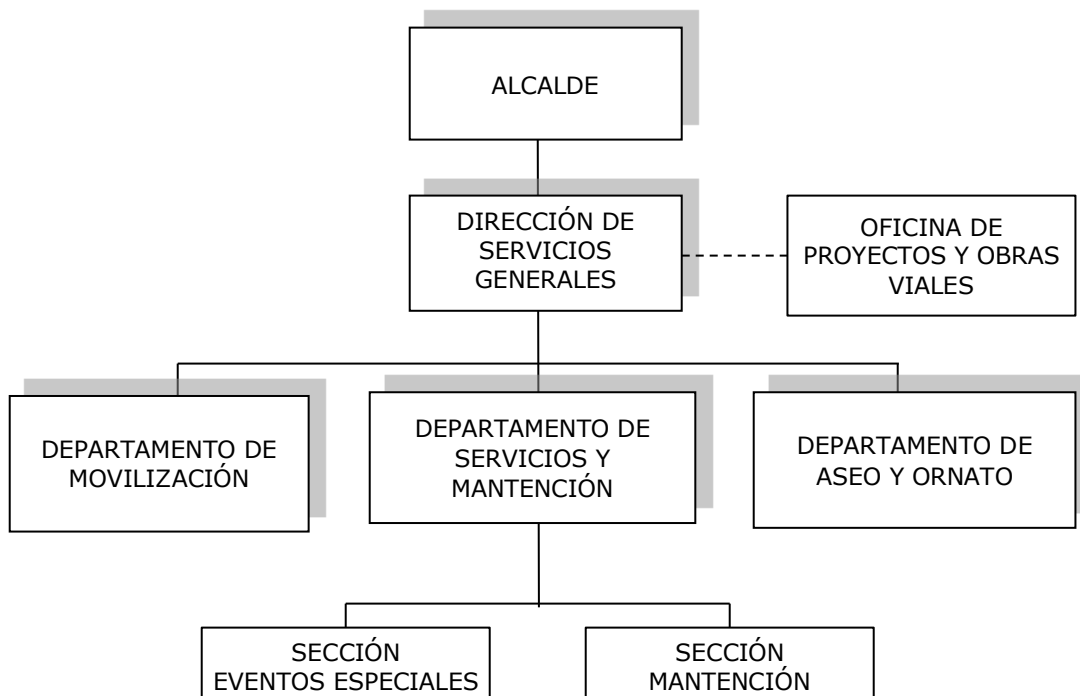 ALCALDE
DIRECCIÓN DE
SERVICIOS
GENERALES
OFICINA DE
PROYECTOS Y OBRAS
VIALES
DEPARTAMENTO DE
MOVILIZACIÓN
DEPARTAMENTO DE
SERVICIOS Y
MANTENCIÓN
DEPARTAMENTO DE
ASEO Y ORNATO
SECCIÓN
EVENTOS ESPECIALES
SECCIÓN
MANTENCIÓN